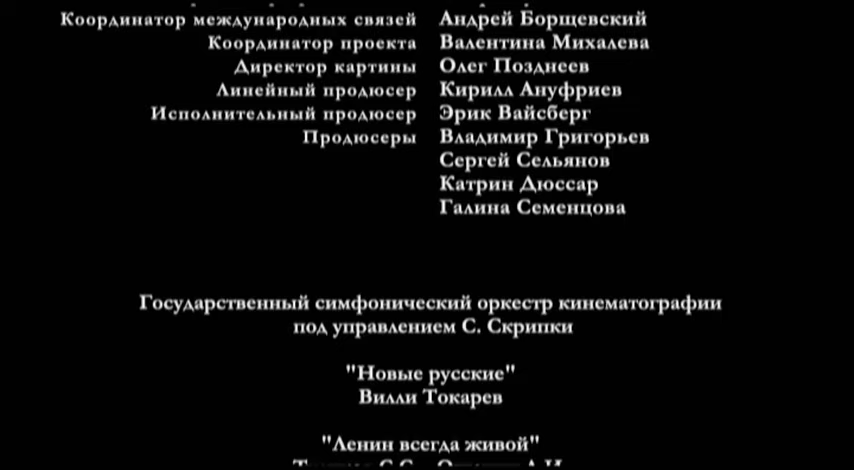 Координатор международных связей Андрей Борщевский
Координатор проекта Валентина Михалева
Директор картины Олег Позднеев
Линейный продюсер Кирилл Ануфриев
Исполнительный продюсер Эрик Вайсберг
Продюсеры Владимир Григорьев
Сергей Сельянов
Катрин Дюссар
Галина Семенцова
Государственный симфонический оркестр кинематографии
под управлением С. Скрипки
"Новые русские"
Вилли Токарев
"Ленин всегда живой"